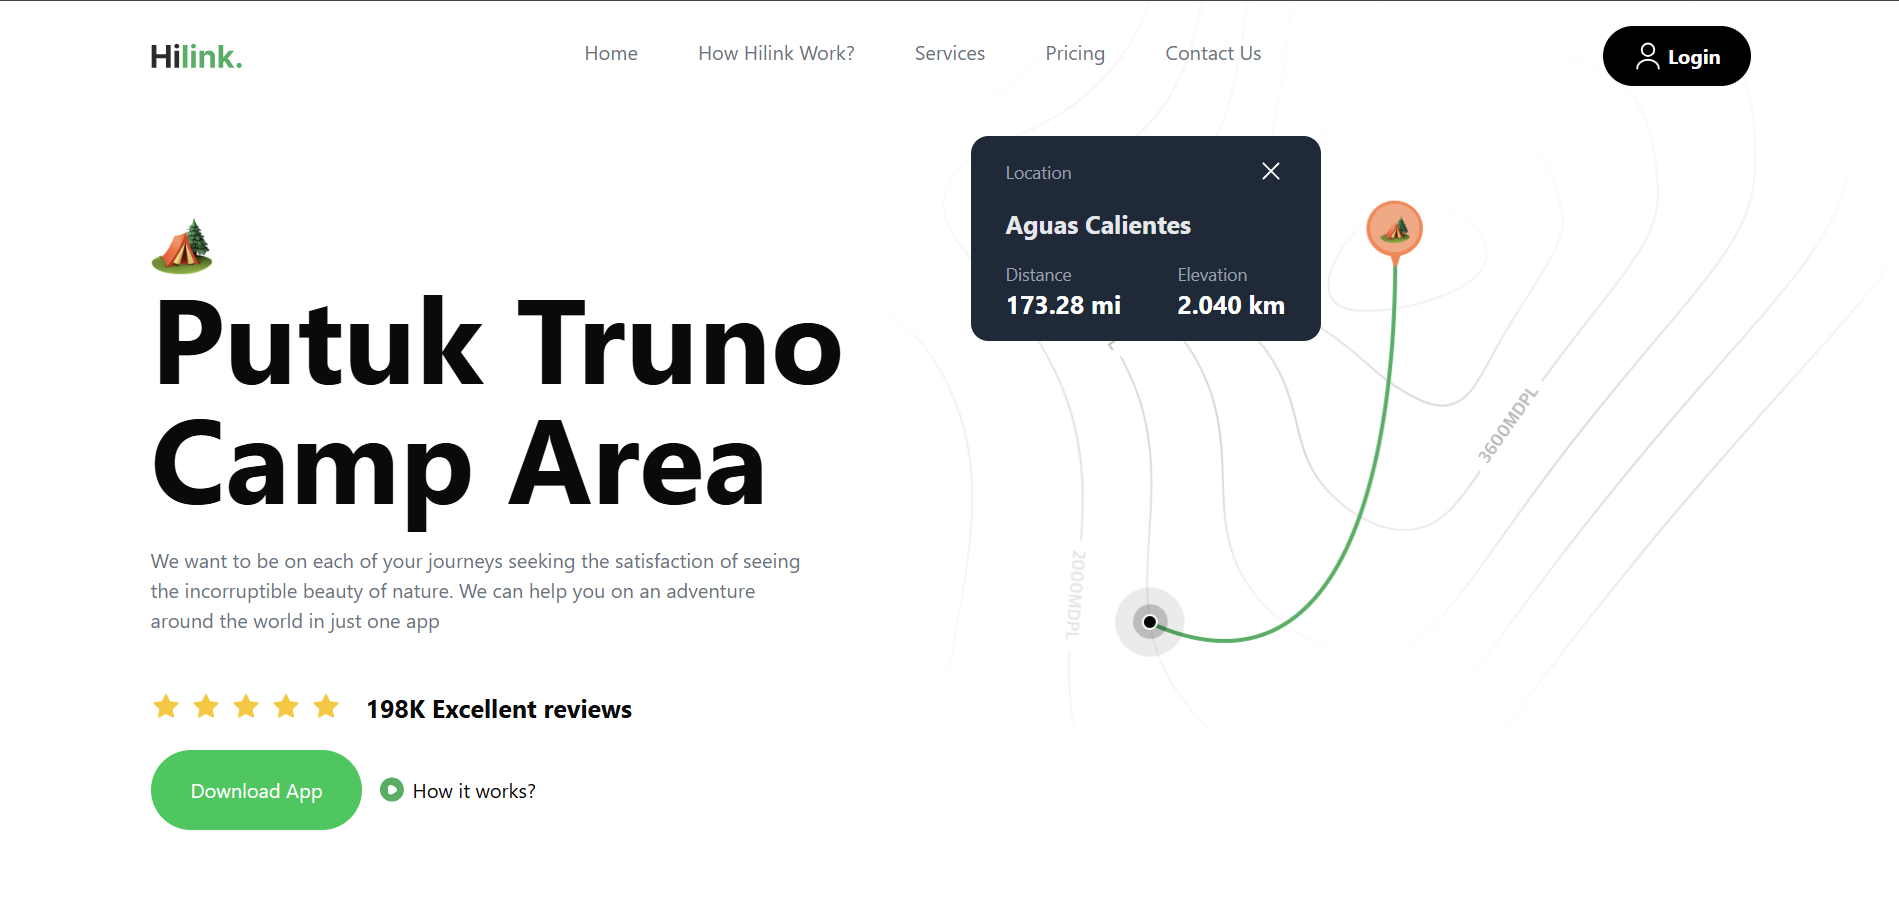 Hilink.
Home
How Hilink Work?
Services
Pricing
Contact Us
Login
Location
Aguas Calientes
Distance
Elevation
173.28 mi
2.040 km
Putuk Truno
Camp Area
We want to be on each of your journeys seeking the satisfaction of seeing
the incorruptible beauty of nature. We can help you on an adventure
around the world in just one app
198K Excellent reviews
Download App
How it works?
3600MDPL
2000MDPL